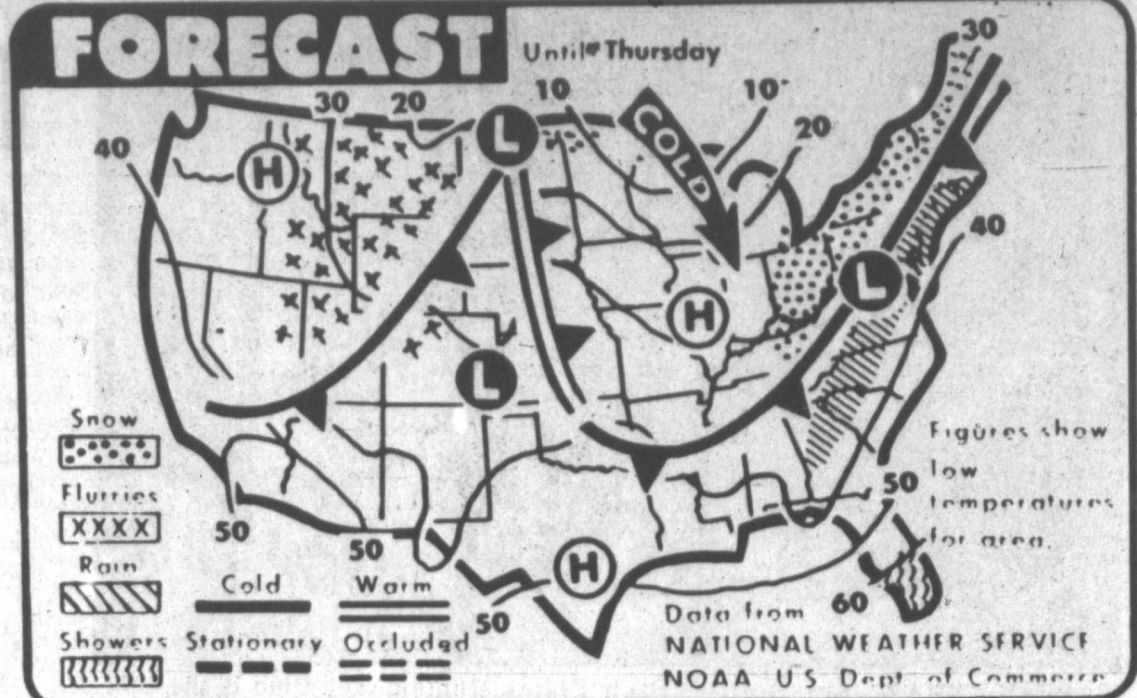 FORECAST
Until Thursday
30 20 10 10 30
40 20
L
COLD
H
40
L
H
L
Snow
Flurries
XXXX
Rain
Showers
Cold
Warm
Stationary
Occluded
50
50
50
50
60
H
Figures show
low
temperatures
for area.
Data from
NATIONAL WEATHER SERVICE
NOAA U S Dept. of Commerce